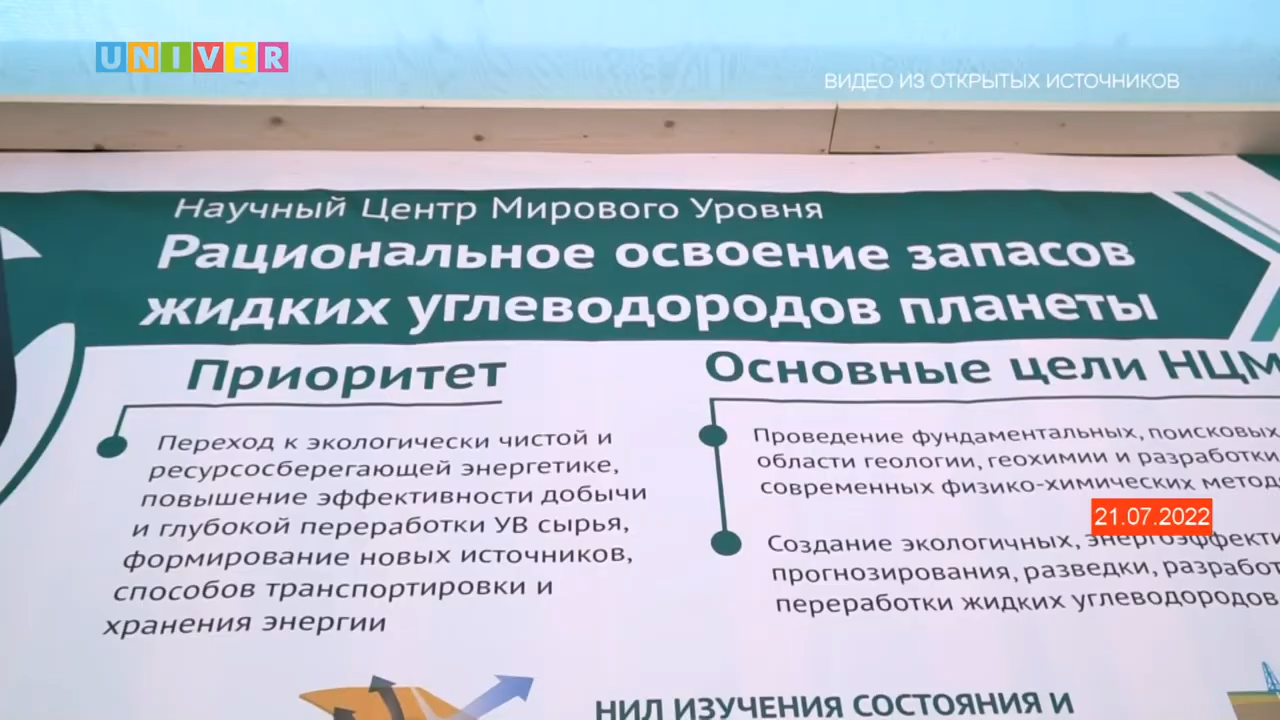 UNIVER
ВИДЕО ИЗ ОТКРЫТЫХ ИСТОЧНИКОВ
Научный Центр Мирового Уровня
Рациональное освоение запасов
жидких углеводородов планеты
Приоритет
Переход к экологически чистой и
ресурсосберегающей энергетике,
повышение эффективности добычи
и глубокой переработки УВ сырья,
формирование новых источников,
способов транспортировки и
хранения энергии
Основные цели НЦМ
Проведение фундаментальных, поисковых
области геологии, геохимии и разработки
современных физико-химических метод
21.07.2022
Создание экологичных, энергоэффекти
прогнозирования, разведки, разработ
переработки жидких углеводородов
НИЛ ИЗУЧЕНИЯ СОСТОЯНИЯ И